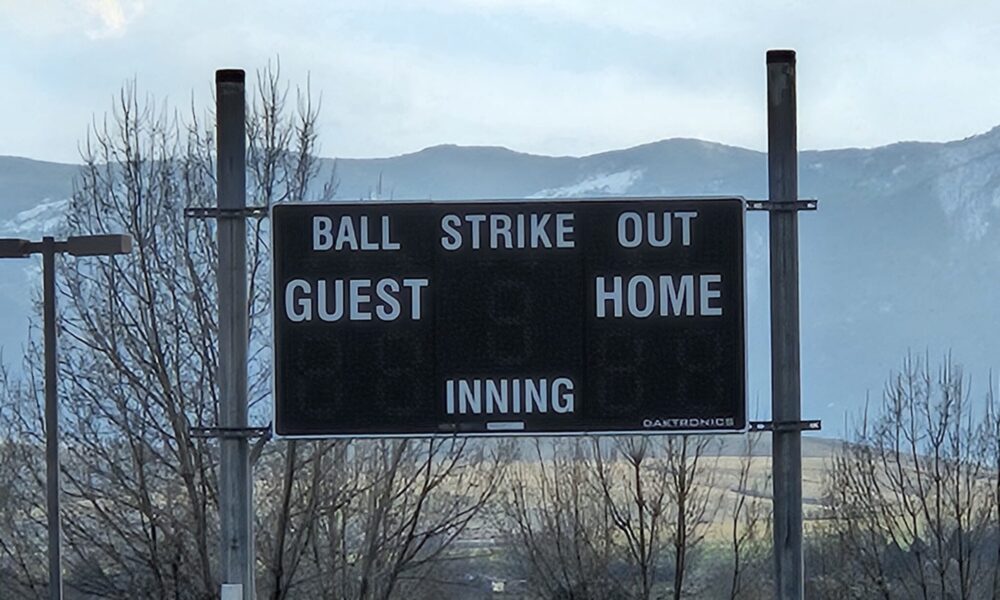 BALL STRIKE OUT
GUEST HOME
INNING
DAKTRONICS